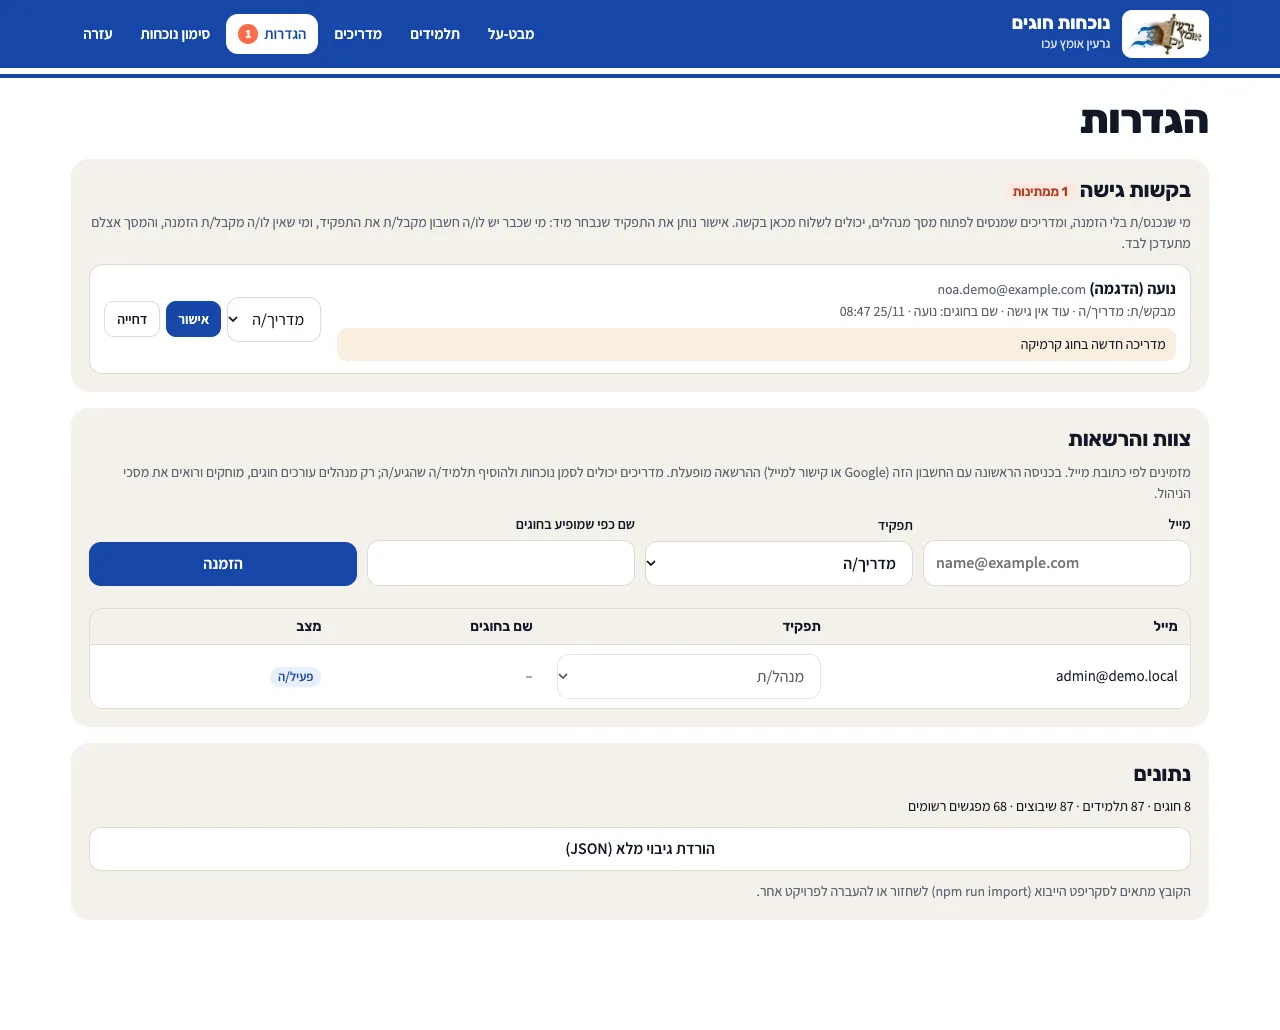 גרעין אומץ עכו
נוכחות חוגים
גרעין אומץ עכו
מבט-על
תלמידים
מדריכים
הגדרות 1
סימון נוכחות
עזרה
הגדרות
בקשות גישה 1 ממתינות
מי שנכנס/ת בלי הזמנה, ומדריכים שמנסים לפתוח מסך מנהלים, יכולים לשלוח מכאן בקשה. אישור נותן את התפקיד שנבחר מיד: מי שכבר יש לו/ה חשבון מקבל/ת את התפקיד, ומי שאין לו/ה מקבל/ת הזמנה, והמסך אצלם
מתעדכן לבד.
נועה (הדגמה) noa.demo@example.com
מבקש/ת: מדריך/ה · עוד אין גישה · שם בחוגים: נועה · 25/11 08:47
מדריכה חדשה בחוג קרמיקה
מדריך/ה
אישור
דחייה
צוות והרשאות
מזמינים לפי כתובת מייל. בכניסה הראשונה עם החשבון הזה (Google או קישור למייל) ההרשאה מופעלת. מדריכים יכולים לסמן נוכחות ולהוסיף תלמיד/ה שהגיע/ה; רק מנהלים עורכים חוגים, מוחקים ורואים את מסכי
הניהול.
מייל
תפקיד
שם כפי שמופיע בחוגים
name@example.com
מדריך/ה
הזמנה
מייל תפקיד שם בחוגים מצב
admin@demo.local מנהל/ת – פעיל/ה
נתונים
8 חוגים · 87 תלמידים · 87 שיבוצים · 68 מפגשים רשומים
הורדת גיבוי מלא (JSON)
הקובץ מתאים לסקריפט הייבוא (npm run import) לשחזור או להעברה לפרויקט אחר.